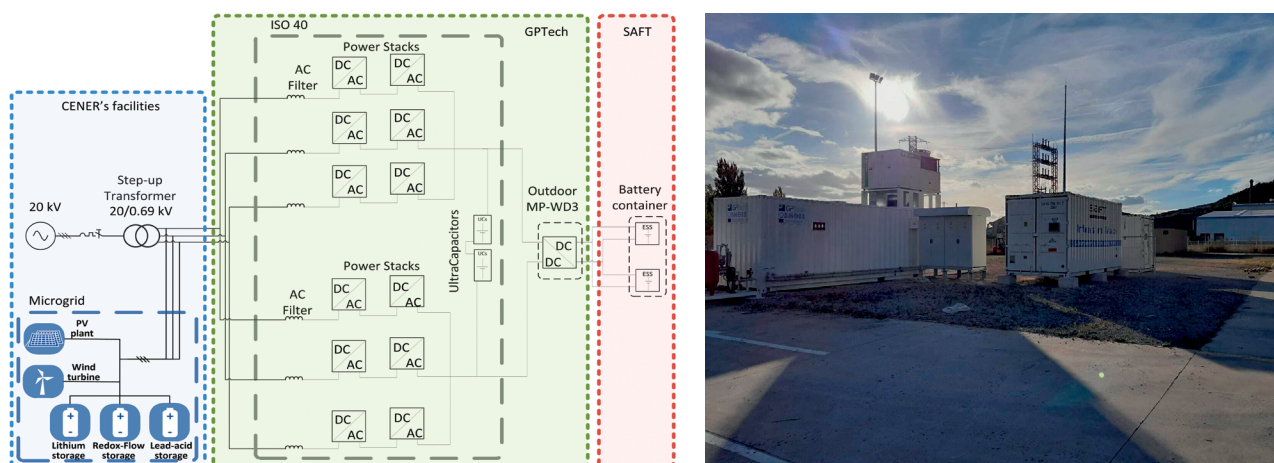 ISO 40
GPTech
SAFT
CENER's facilities
20 kV
Step-up
Transformer
20/0.69 kV
Microgrid
PV
plant
Wind
turbine
+
-
+
-
+
-
Lithium
storage
Redox-Flow
storage
Lead-acid
storage
Power Stacks
AC
Filter
DC
AC
DC
AC
DC
AC
DC
AC
DC
AC
DC
AC
Power Stacks
AC
Filter
DC
AC
DC
AC
DC
AC
DC
AC
DC
AC
DC
AC
UltraCapacitors
UCs
UCs
Outdoor
MP-WD3
DC
DC
Battery
container
ESS
ESS